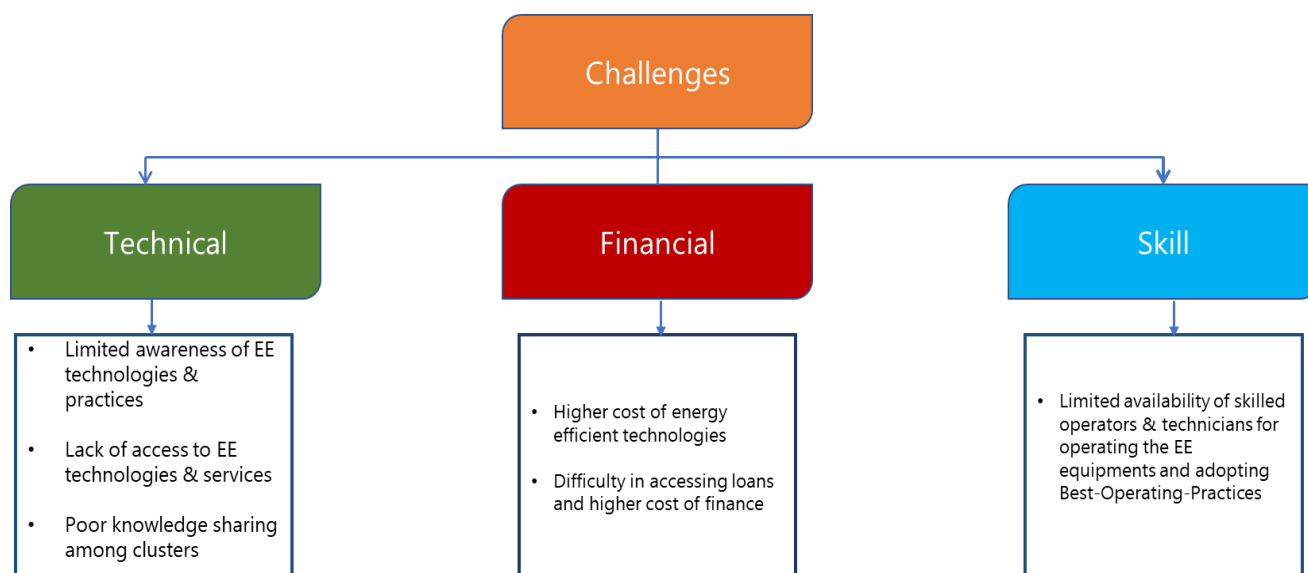 Challenges
Technical
Financial
Skill
• Limited awareness of EE
technologies &
practices
• Lack of access to EE
technologies & services
• Poor knowledge sharing
among clusters
• Higher cost of energy
efficient technologies
• Difficulty in accessing loans
and higher cost of finance
• Limited availability of skilled
operators & technicians for
operating the EE
equipments and adopting
Best-Operating-Practices